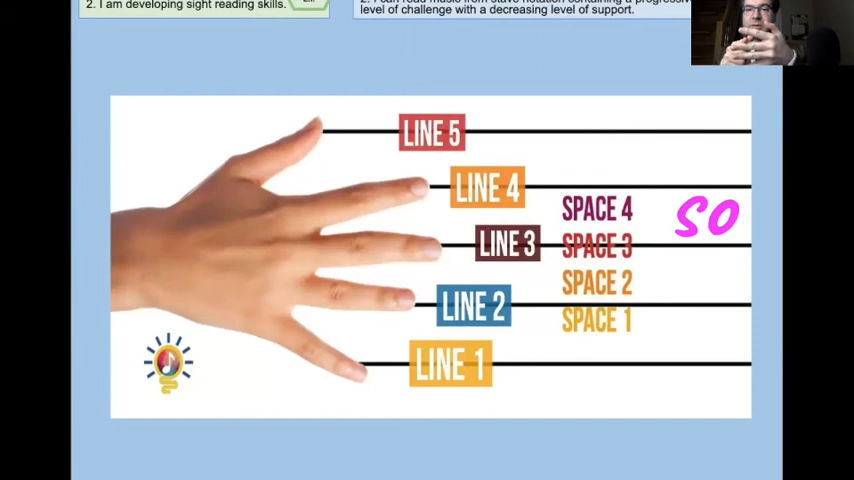 2. I am developing sight reading skills.
level of challenge with a decreasing level of support.
LINE 5
LINE 4
SPACE 4
SO
LINE 3
SPACE 3
SPACE 2
LINE 2
SPACE 1
LINE 1